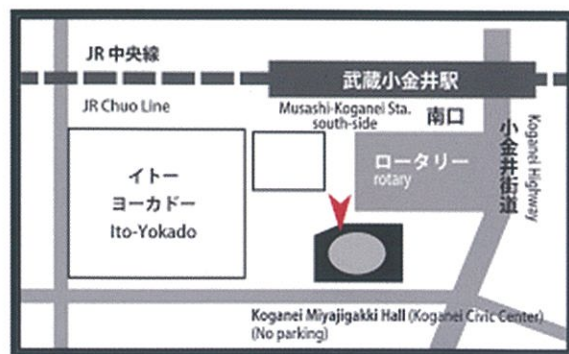 JR 中央線
武蔵小金井駅
JR Chuo Line
Musashi-Koganei Sta.
south-side
南口
小金井街道
Koganei Highway
ロータリー
rotary
イトー
ヨーカドー
Ito-Yokado
Koganei Miyajigakki Hall (Koganei Civic Center)
(No parking)